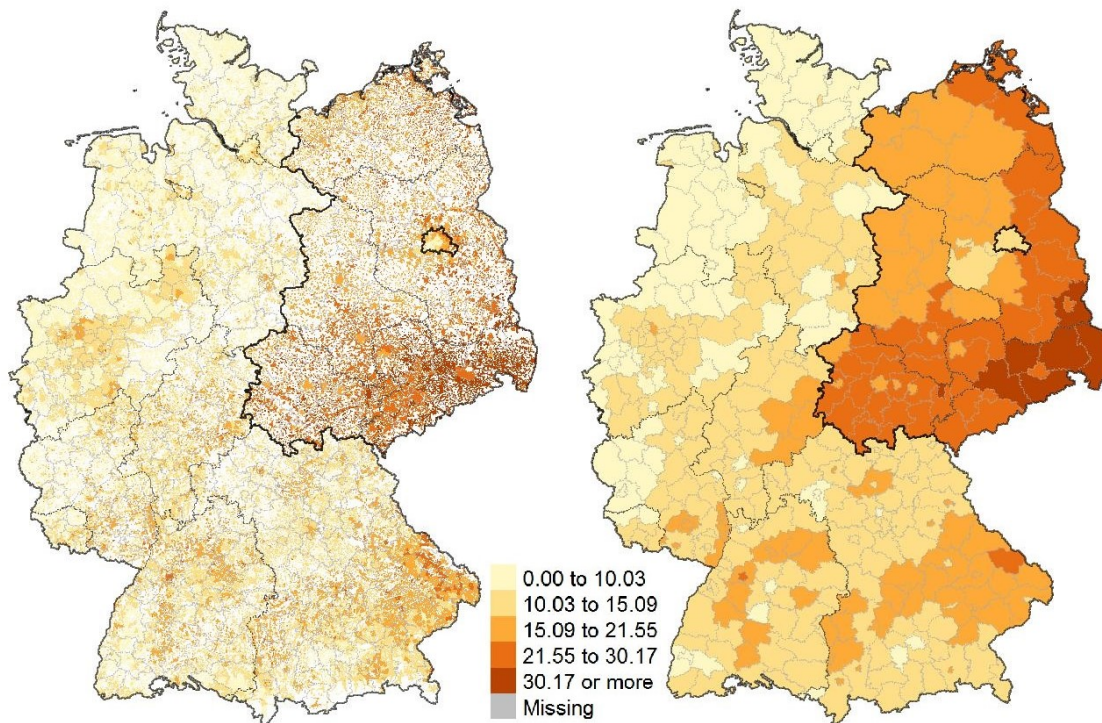 0.00 to 10.03
10.03 to 15.09
15.09 to 21.55
21.55 to 30.17
30.17 or more
Missing